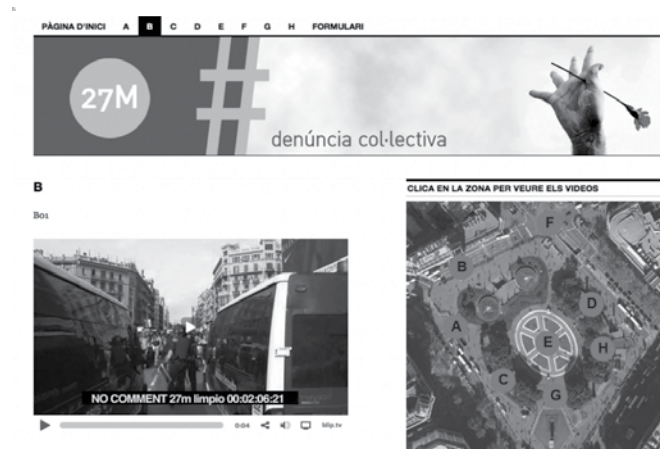 PÀGINA D'INICI A B C D E F G H FORMULARI
27M
#
denúncia col·lectiva
B
CLICA EN LA ZONA PER VEURE ELS VIDEOS
B01
F
B
D
A
E
H
C
G
NO COMMENT 27m limpio 00:02:06:21
0:04 blip.tv